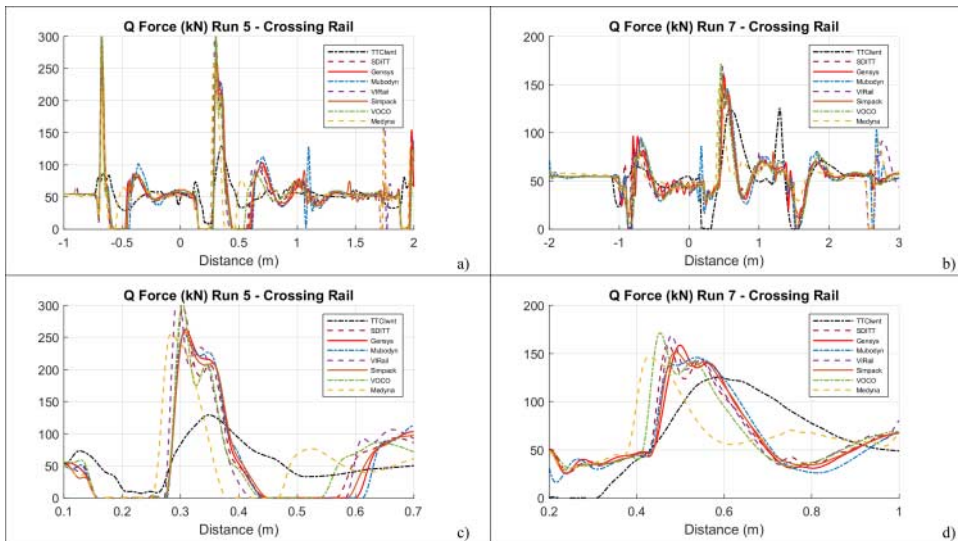 Q Force (kN) Run 5 - Crossing Rail
300
250
200
150
100
50
0
-1
-0.5
0
0.5
1
1.5
2
Distance (m)
TTCIwnt
SDITT
Gensys
Mubodyn
VIRail
Simpack
VOCO
Medyna
a)
Q Force (kN) Run 7 - Crossing Rail
200
150
100
50
0
-2
-1
0
1
2
3
Distance (m)
TTCIwnt
SDITT
Gensys
Mubodyn
VIRail
Simpack
VOCO
Medyna
b)
Q Force (kN) Run 5 - Crossing Rail
300
250
200
150
100
50
0
0.1
0.2
0.3
0.4
0.5
0.6
0.7
Distance (m)
TTCIwnt
SDITT
Gensys
Mubodyn
VIRail
Simpack
VOCO
Medyna
c)
Q Force (kN) Run 7 - Crossing Rail
200
150
100
50
0
0.2
0.4
0.6
0.8
1
Distance (m)
TTCIwnt
SDITT
Gensys
Mubodyn
VIRail
Simpack
VOCO
Medyna
d)